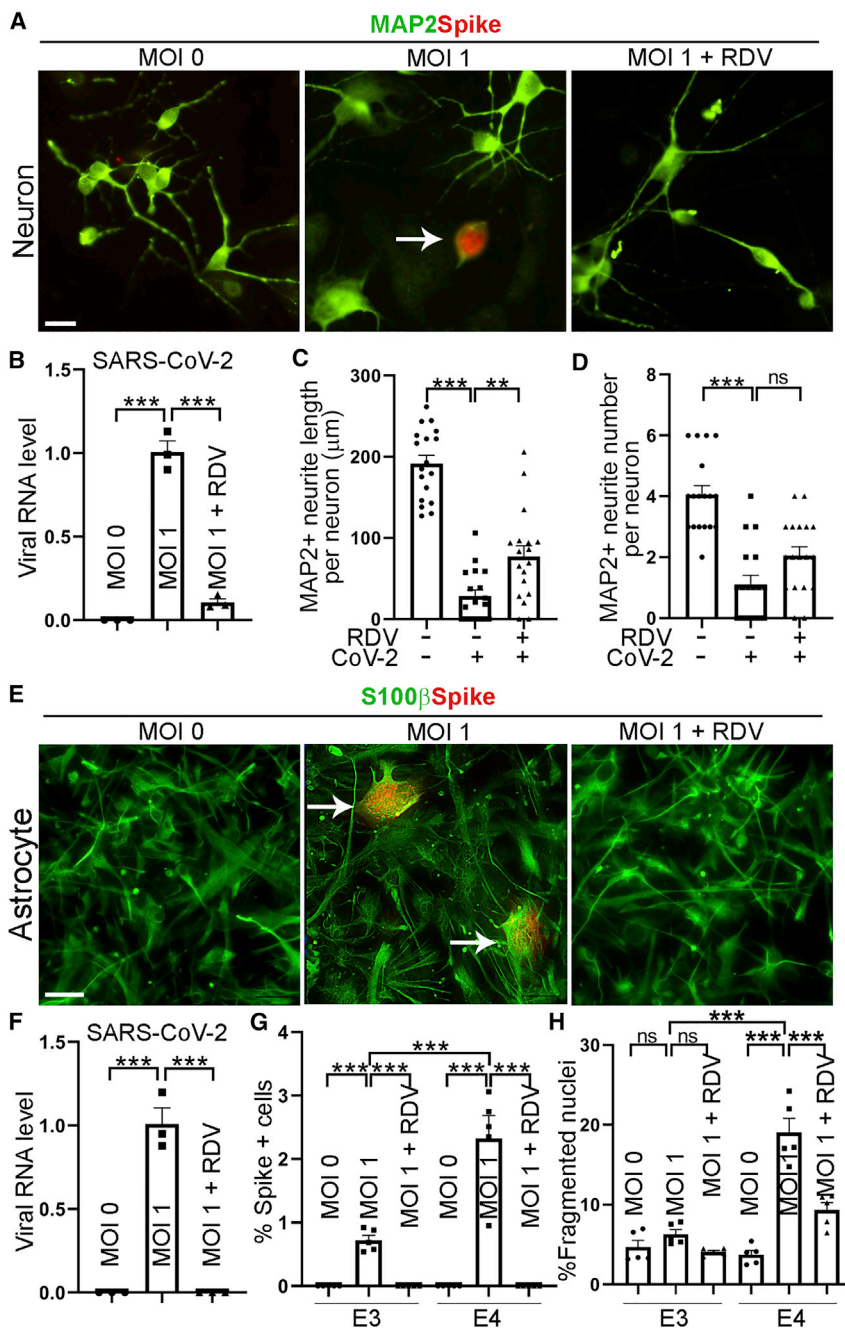 A
MAP2Spike
MOI 0
MOI 1
MOI 1 + RDV
Neuron
B
SARS-CoV-2
Viral RNA level
1.5
1.0
0.5
0.0
***
***
MOI 0
MOI 1
MOI 1 + RDV
C
MAP2+ neurite length
per neuron (μm)
300
200
100
0
***
**
RDV
- - +
CoV-2
- + +
D
MAP2+ neurite number
per neuron
8
6
4
2
0
***
ns
- - +
- + +
E
S100βSpike
MOI 0
MOI 1
MOI 1 + RDV
Astrocyte
F
SARS-CoV-2
Viral RNA level
1.5
1.0
0.5
0.0
***
***
MOI 0
MOI 1
MOI 1 + RDV
G
% Spike + cells
4
3
2
1
0
***
***
***
***
***
MOI 0
MOI 1
MOI 1 + RDV
MOI 0
MOI 1
MOI 1 + RDV
E3
E4
H
%Fragmented nuclei
30
20
10
0
***
ns
ns
***
***
MOI 0
MOI 1
MOI 1 + RDV
MOI 0
MOI 1
MOI 1 + RDV
E3
E4